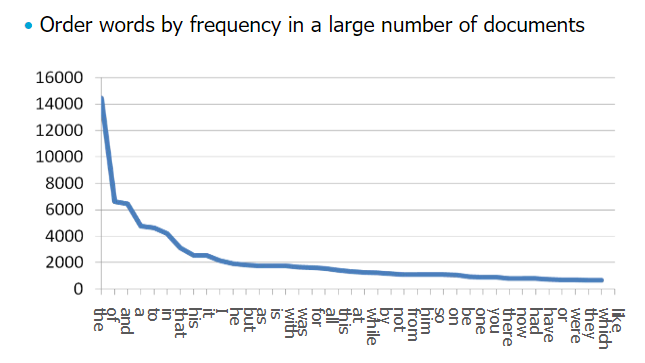 • Order words by frequency in a large number of documents
16000
14000
12000
10000
8000
6000
4000
2000
0
the
of
and
a
to
in
that
his
it
I
he
but
as
is
with
was
for
all
this
at
while
by
not
from
him
so
on
be
one
you
there
now
had
have
or
were
they
which
like